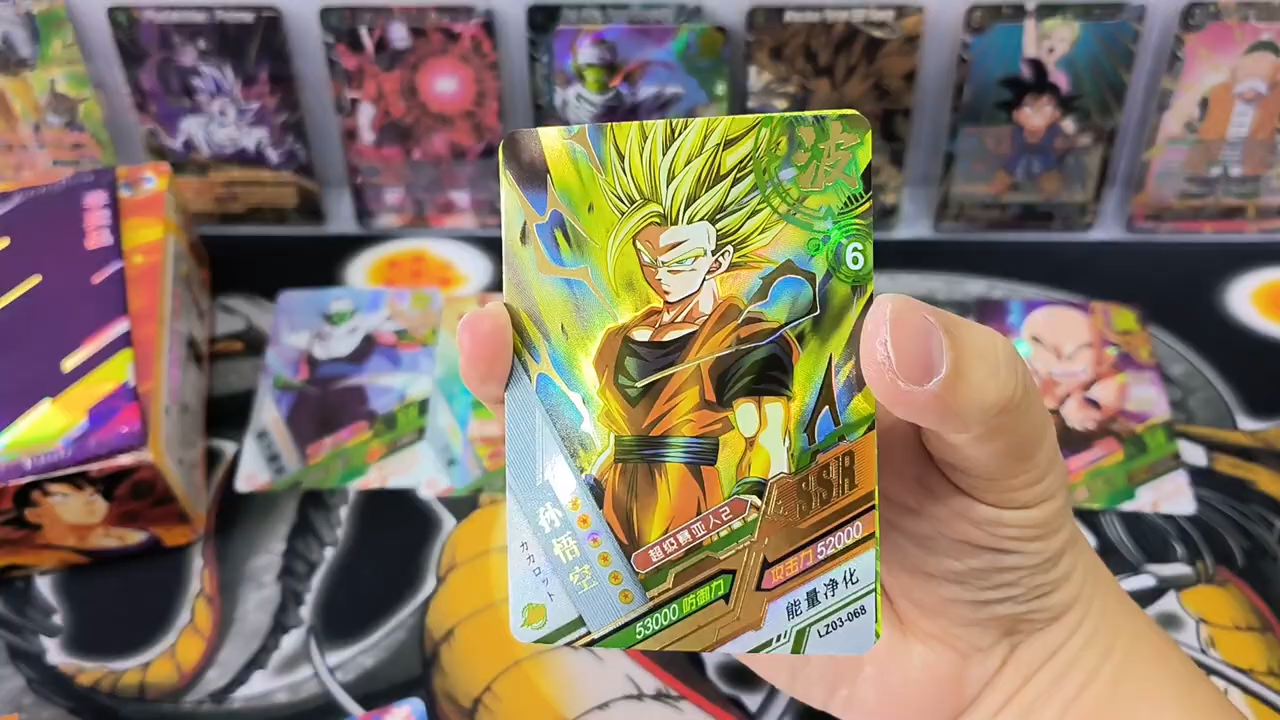 波
6
SSR
孙悟空
カカロット
超级赛亚人2
攻击力 52000
53000 防御力
能量净化
LZ03-068